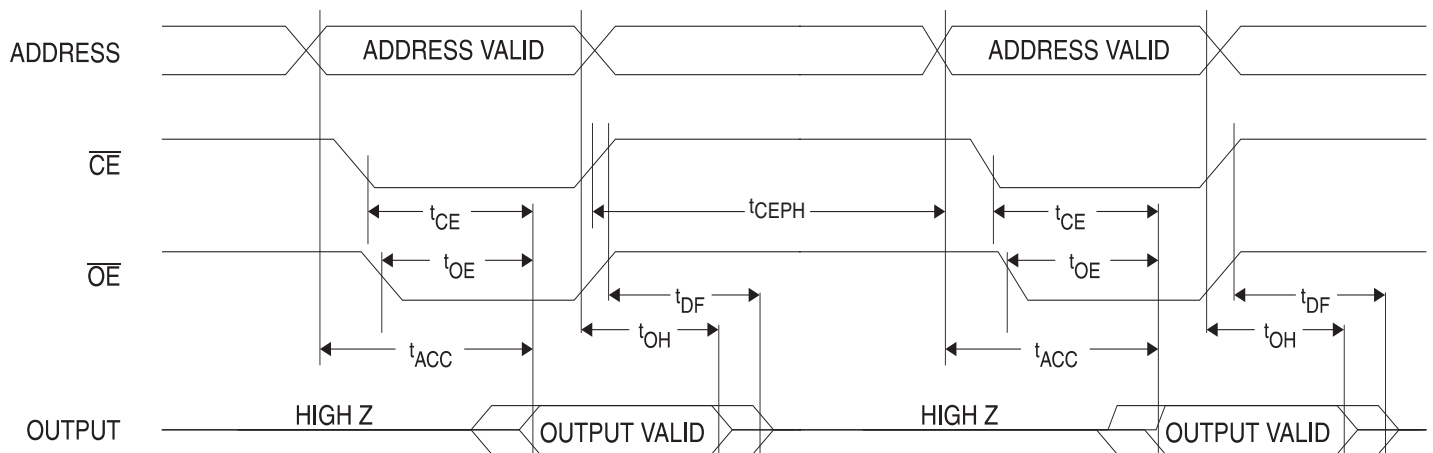 ADDRESS ADDRESS VALID ADDRESS VALID
CE
tCE tCEPH tCE
OE tOE tOE
tDF tDF
tOH tOH
tACC tACC
HIGH Z HIGH Z
OUTPUT OUTPUT VALID OUTPUT VALID